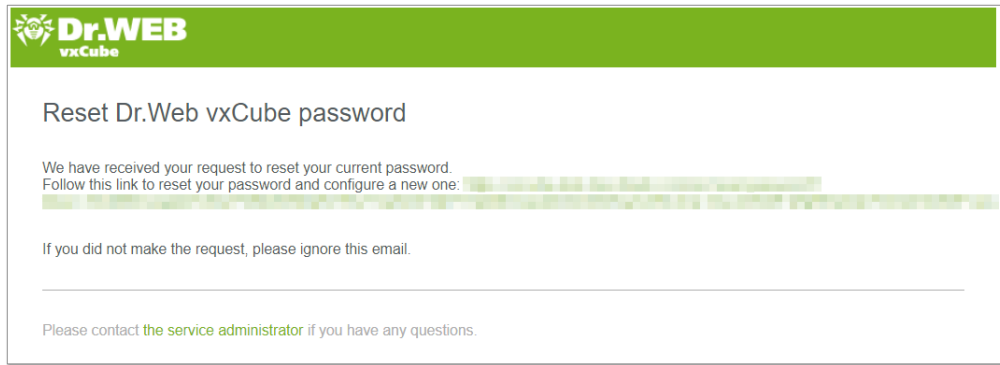 Dr.WEB
vxCube
Reset Dr.Web vxCube password
We have received your request to reset your current password.
Follow this link to reset your password and configure a new one:
If you did not make the request, please ignore this email.
Please contact the service administrator if you have any questions.